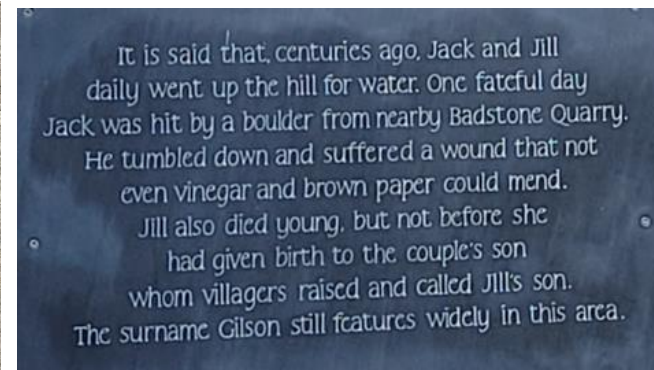 It is said that, centuries ago, Jack and Jill
daily went up the hill for water. One fateful day
Jack was hit by a boulder from nearby Badstone Quarry.
He tumbled down and suffered a wound that not
even vinegar and brown paper could mend.
Jill also died young, but not before she
had given birth to the couple's son
whom villagers raised and called JIll's son.
The surname Gilson still features widely in this area.